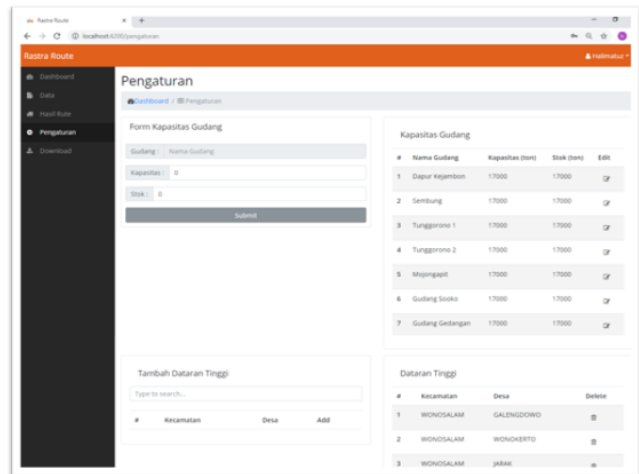 Rastra Route
localhost:4200/pengaturan
Rastra Route
Halimatus
Dashboard
Data
Hasil Rute
Pengaturan
Download
Pengaturan
Dashboard / Pengaturan
Form Kapasitas Gudang
Gudang : Nama Gudang
Kapasitas : 0
Stok : 0
Submit
Kapasitas Gudang
# Nama Gudang Kapasitas (ton) Stok (ton) Edit
1 Dapur Kejambon 17000 17000
2 Sembung 17000 17000
3 Tunggorono 1 17000 17000
4 Tunggorono 2 17000 17000
5 Mojongapit 17000 17000
6 Gudang Sooko 17000 17000
7 Gudang Gedangan 17000 17000
Tambah Dataran Tinggi
Type to search...
# Kecamatan Desa Add
Dataran Tinggi
# Kecamatan Desa Delete
1 WONOSALAM GALENGDOWO
2 WONOSALAM WONOKERTO
3 WONOSALAM JARAK